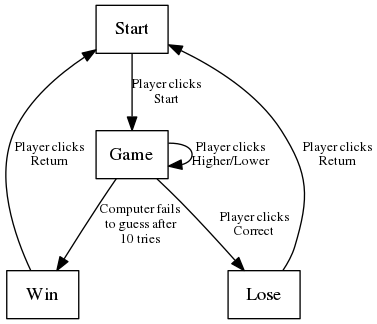 Start
Player clicks
Start
Player clicks
Return
Game
Player clicks
Higher/Lower
Player clicks
Return
Computer fails
to guess after
10 tries
Player clicks
Correct
Win
Lose